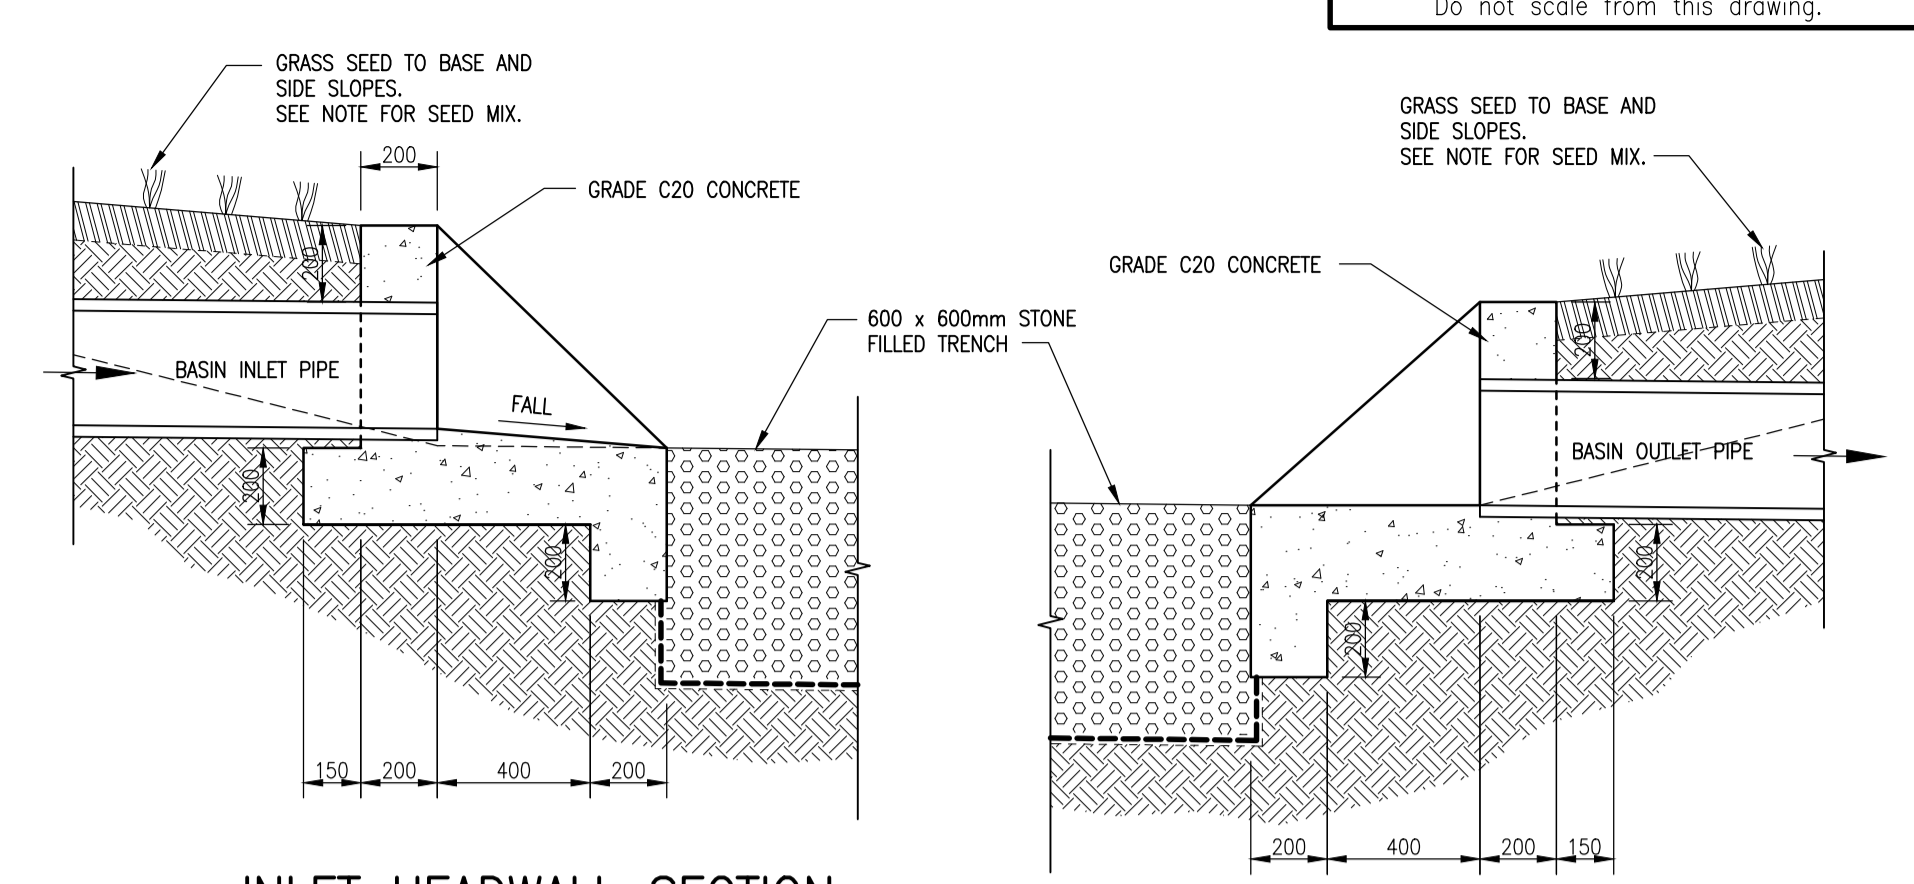 Do not scale from this drawing.
GRASS SEED TO BASE AND
SIDE SLOPES.
SEE NOTE FOR SEED MIX.
GRASS SEED TO BASE AND
SIDE SLOPES.
SEE NOTE FOR SEED MIX.
200
GRADE C20 CONCRETE
200
GRADE C20 CONCRETE
600 x 600mm STONE
FILLED TRENCH
200
BASIN INLET PIPE
FALL
BASIN OUTLET PIPE
200
200
200
200
150 200 400 200
200 400 200 150
INLET HEADWALL SECTION